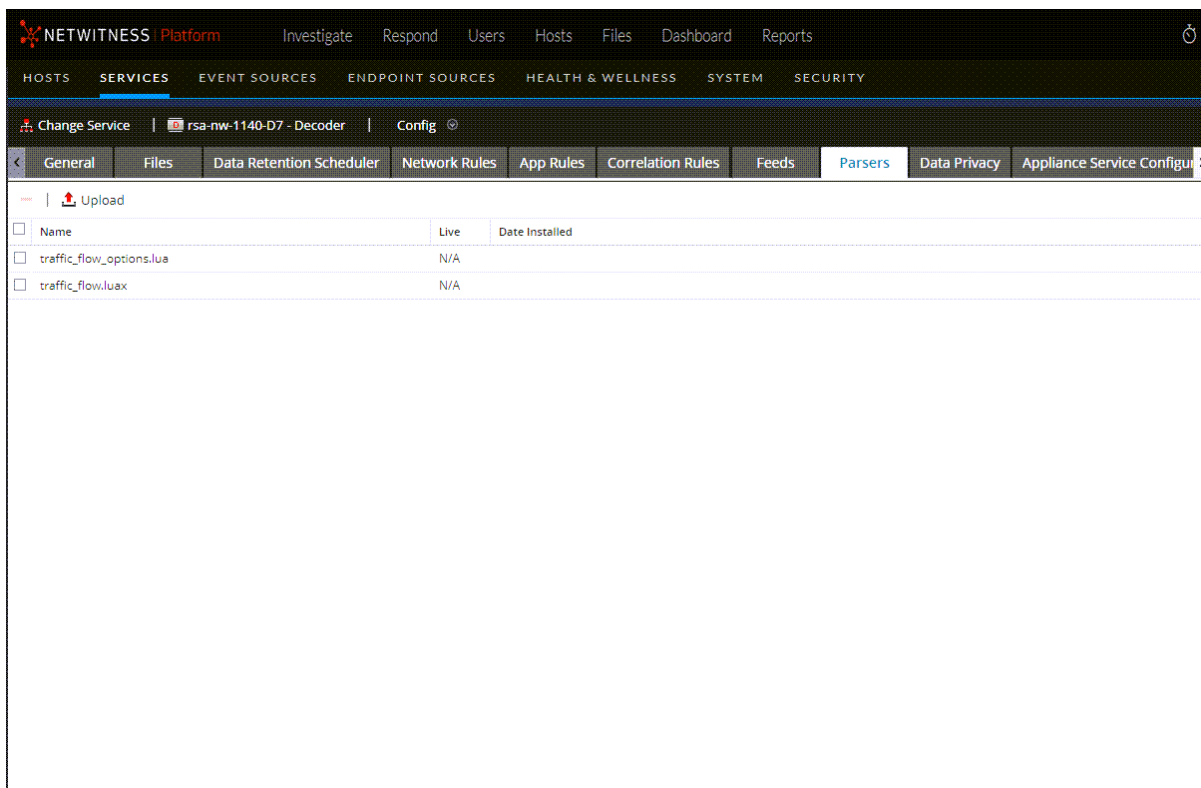 NETWITNESS Platform Investigate Respond Users Hosts Files Dashboard Reports
HOSTS SERVICES EVENT SOURCES ENDPOINT SOURCES HEALTH & WELLNESS SYSTEM SECURITY
Change Service | rsa-nw-1140-D7 - Decoder | Config
General Files Data Retention Scheduler Network Rules App Rules Correlation Rules Feeds Parsers Data Privacy Appliance Service Configur
Upload
Name Live Date Installed
traffic_flow_options.lua N/A
traffic_flow.luax N/A